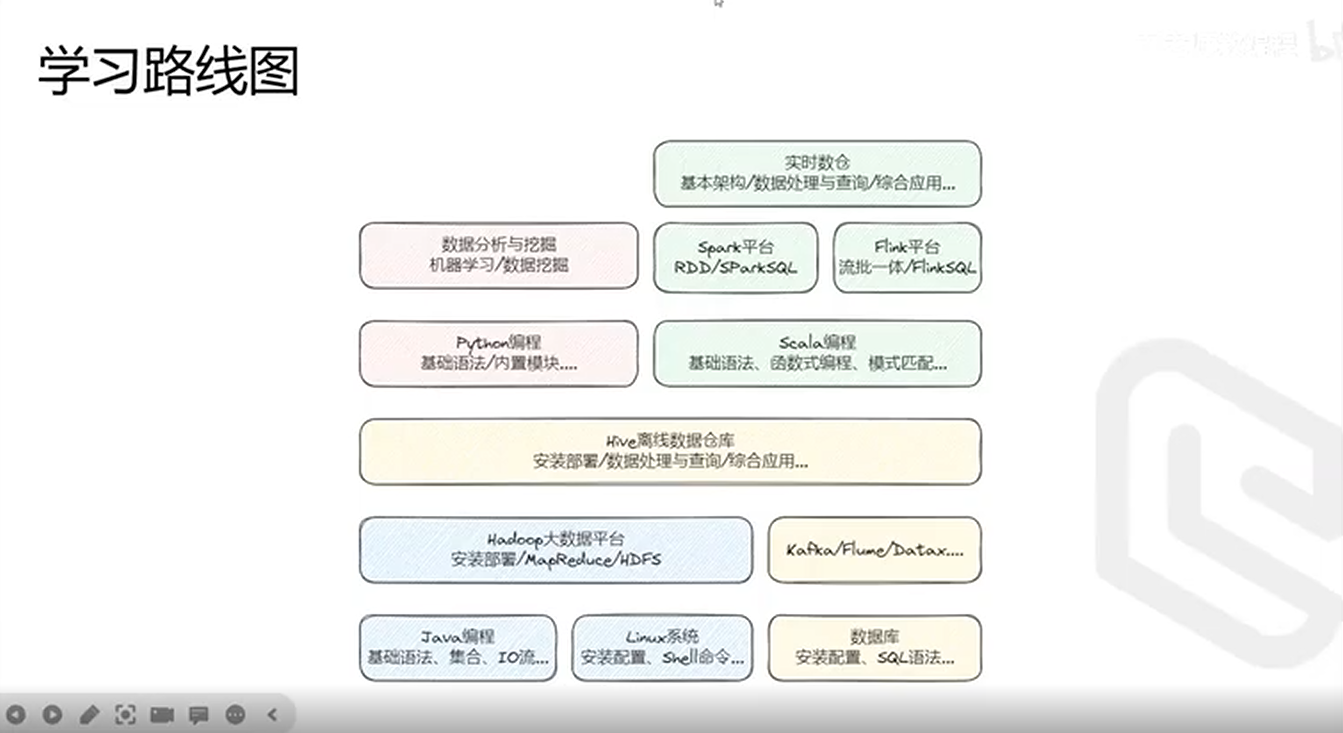 学习路线图
实时数仓
基本架构/数据处理与查询/综合应用...
数据分析与挖掘
机器学习/数据挖掘
Spark平台
RDD/SParkSQL
Flink平台
流批一体/FlinkSQL
Python编程
基础语法/内置模块....
Scala编程
基础语法、函数式编程、模式匹配...
Hive离线数据仓库
安装部署/数据处理与查询/综合应用...
Hadoop大数据平台
安装部署/MapReduce/HDFS
Kafka/Flume/Datax....
Java编程
基础语法、集合、IO流...
Linux系统
安装配置、Shell命令...
数据库
安装配置、SQL语法...